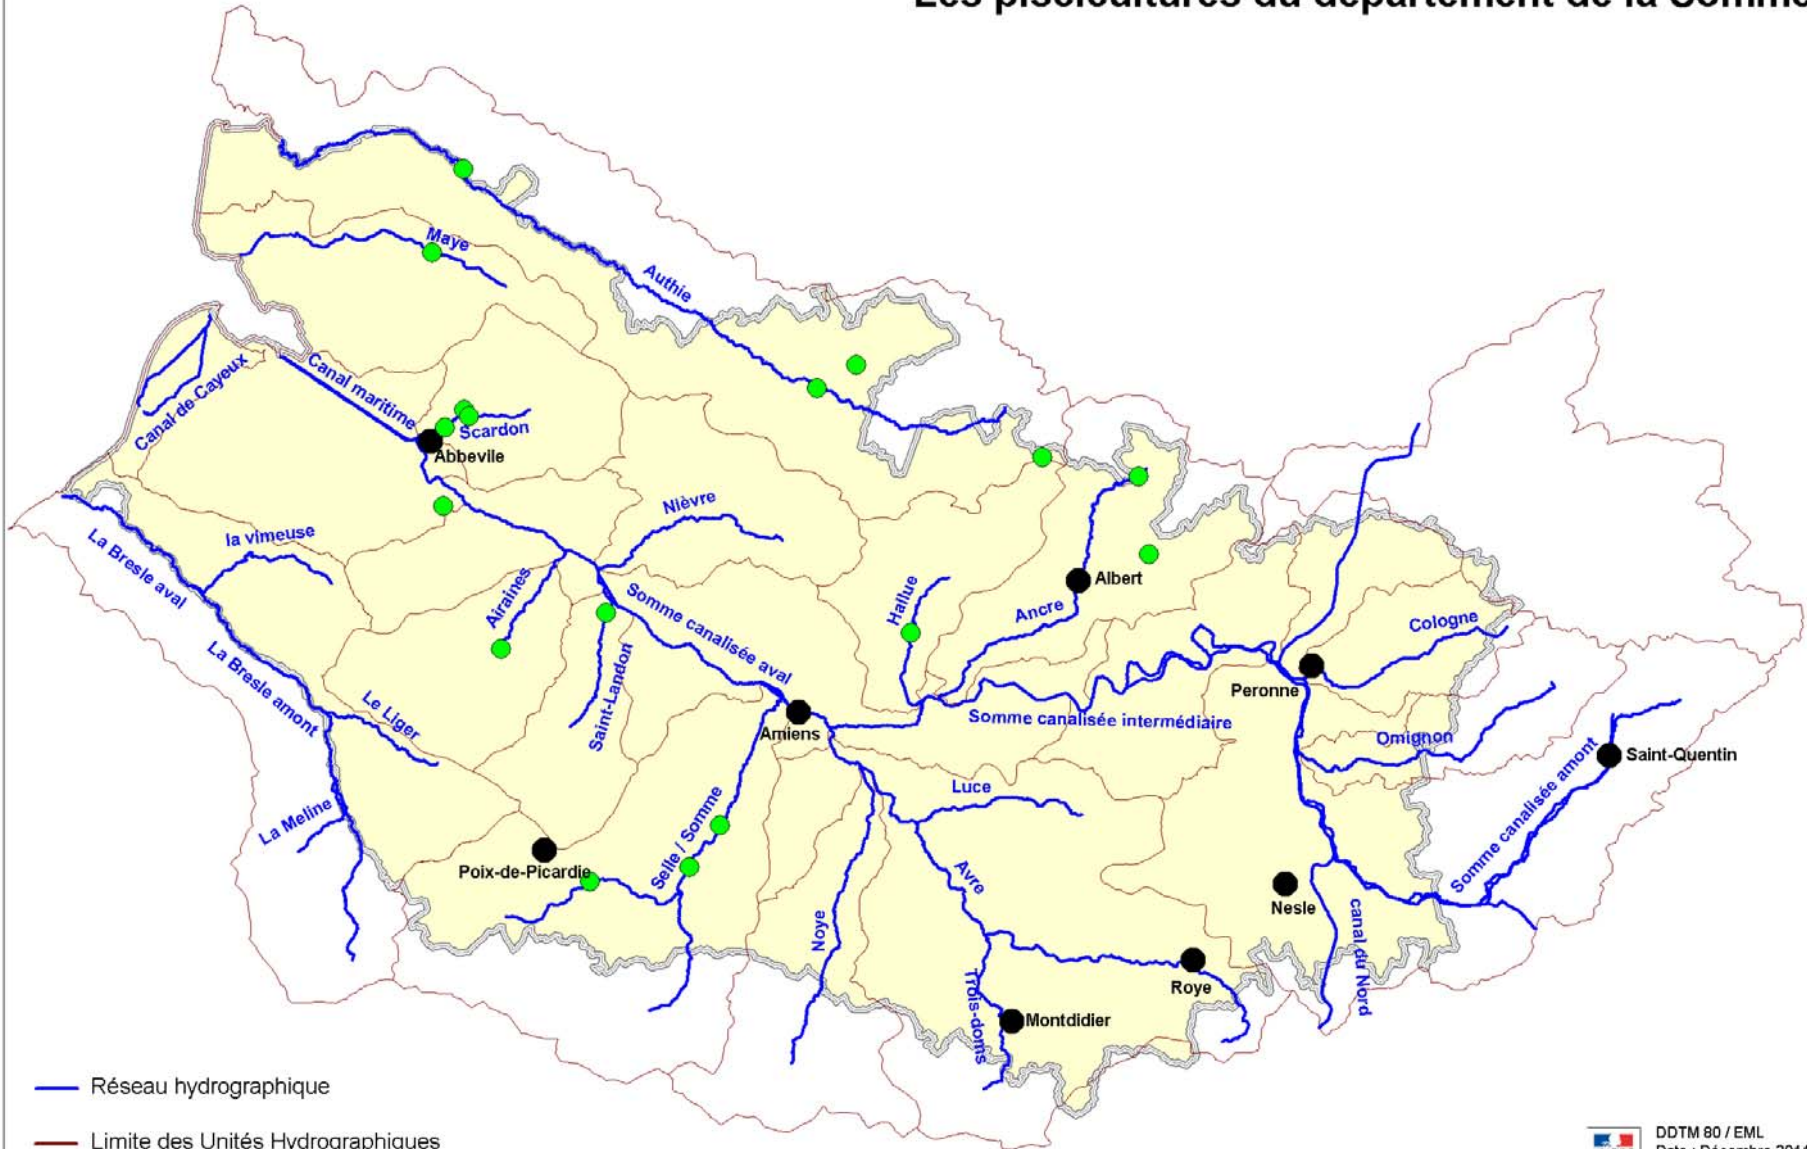 Les piscicultures du département de la Somme
Maye
Authie
Canal-de-Cayeux
Canal maritime
Scardon
Abbevile
Nièvre
la vimeuse
La Bresle aval
Airaines
Somme canalisée aval
Hallue
Albert
Ancre
Cologne
La Bresle amont
Le Liger
Saint-Landon
Peronne
Somme canalisée intermédiaire
Amiens
Omignon
Saint-Quentin
Somme canalisée amont
La Meline
Luce
Selle / Somme
Poix-de-Picardie
Avre
Nesle
Noye
canal du Nord
Roye
Trois-doms
Montdidier
Réseau hydrographique
Limite des Unités Hydrographiques
DDTM 80 / EML